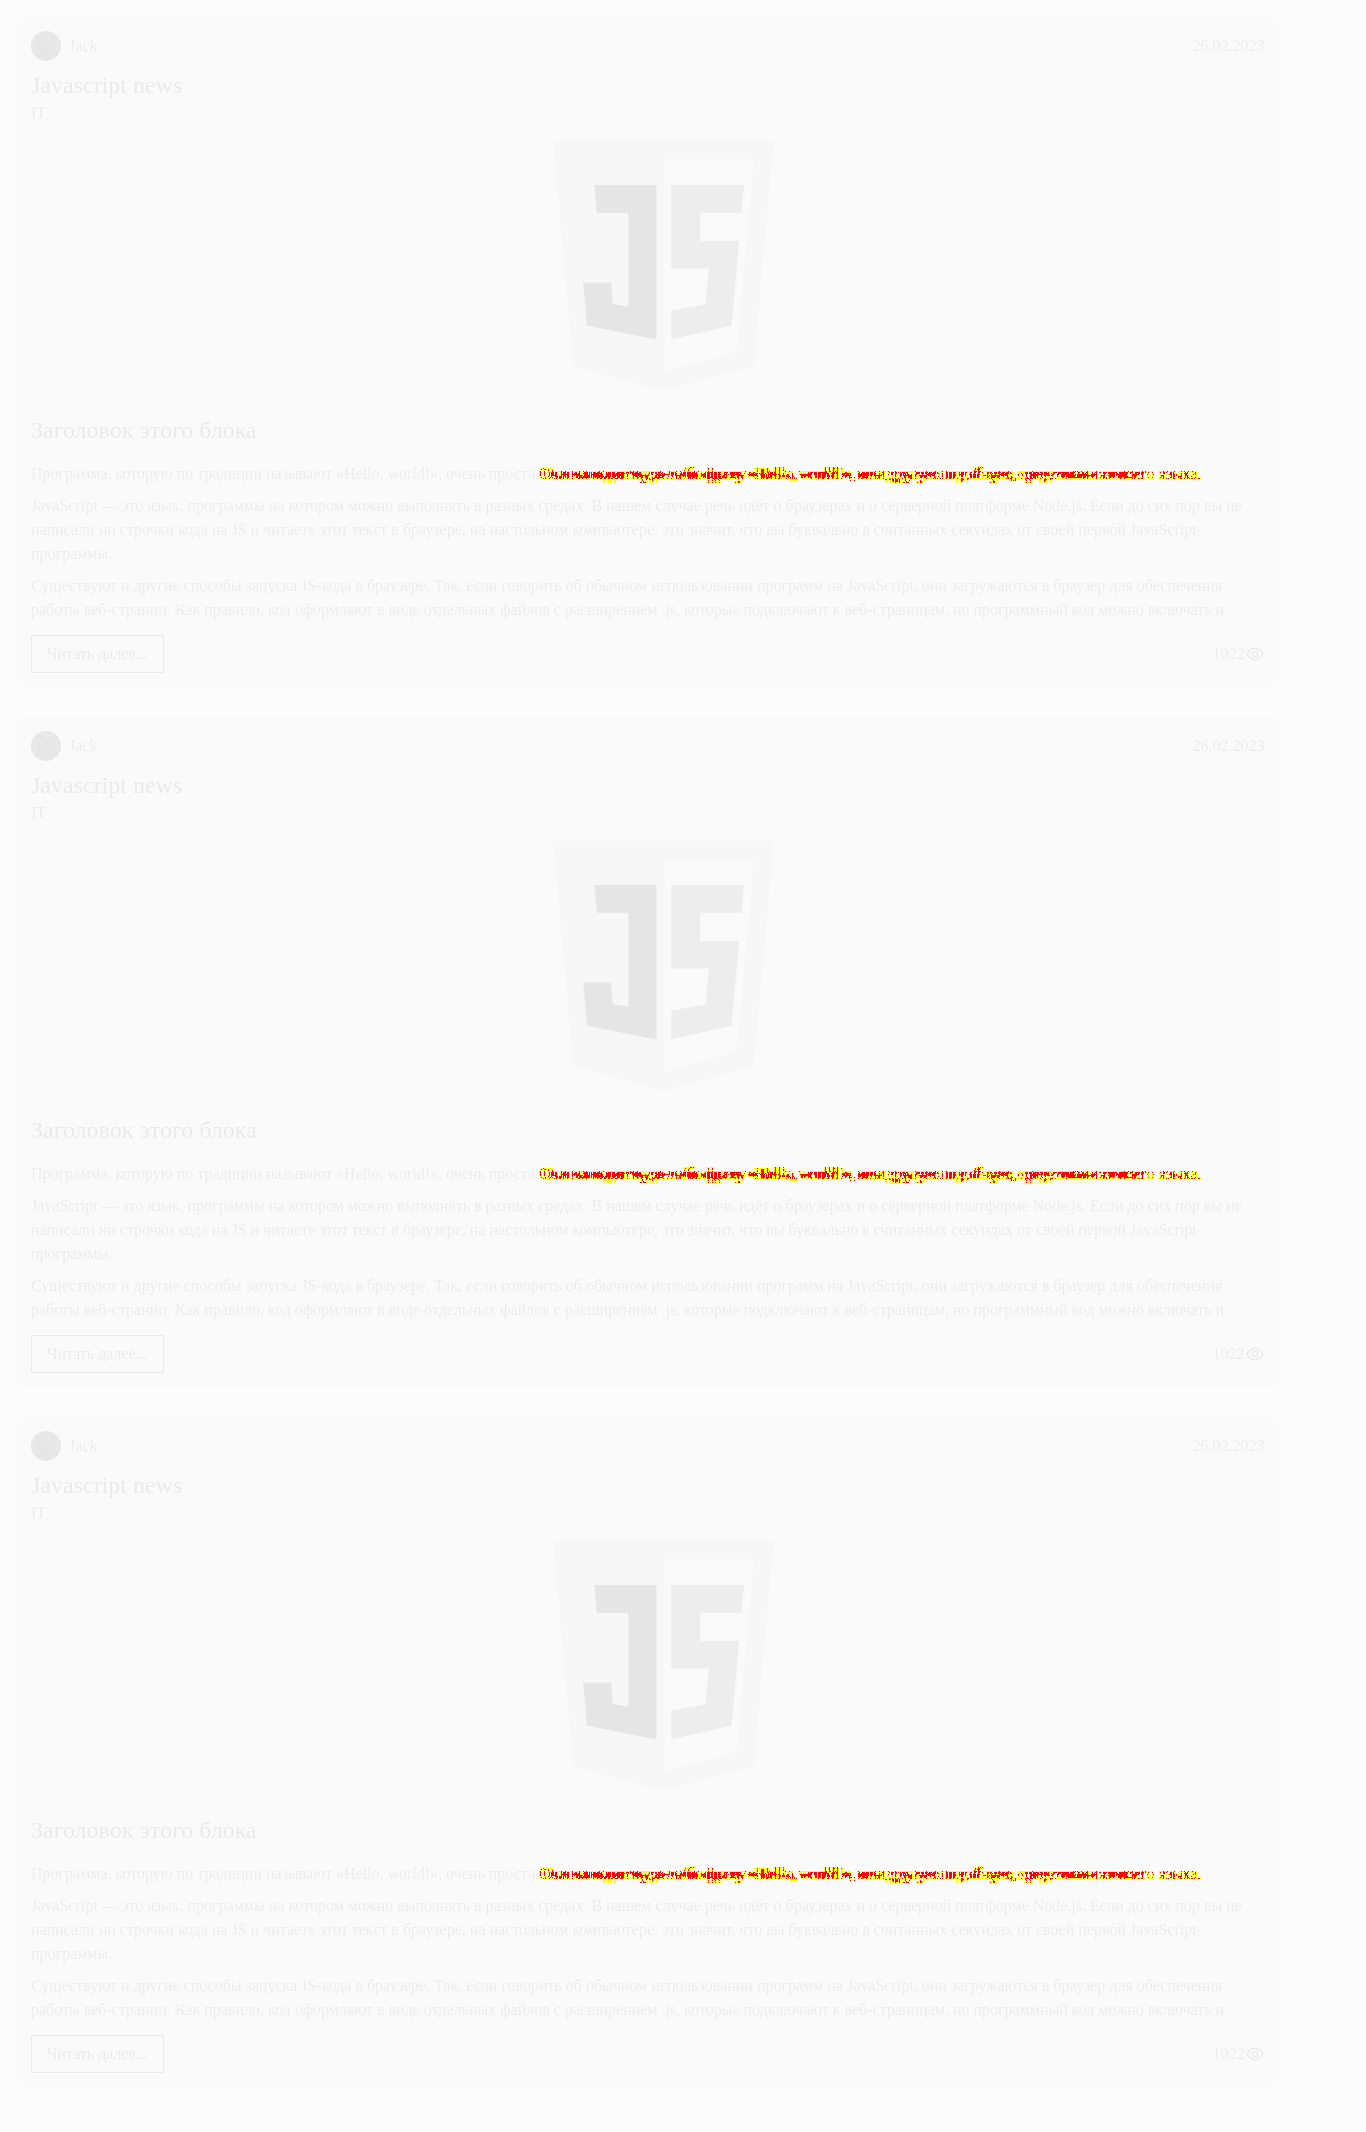 Jack
26.02.2023
Javascript news
IT
JS
Заголовок этого блока
Программа, которую по традиции называют «Hello, world!», очень проста.
JavaScript — это язык, программы на котором можно выполнять в разных средах. В нашем случае речь идёт о браузерах и о серверной платформе Node.js. Если до сих пор вы не
написали ни строчки кода на JS и читаете этот текст в браузере, на настольном компьютере, это значит, что вы буквально в считанных секундах от своей первой JavaScript-
программы.
Существуют и другие способы запуска JS-кода в браузере. Так, если говорить об обычном использовании программ на JavaScript, они загружаются в браузер для обеспечения
работы веб-страниц. Как правило, код оформляют в виде отдельных файлов с расширением .js, которые подключают к веб-страницам, но программный код можно включать и
Читать далее...
1022
Jack
26.02.2023
Javascript news
IT
JS
Заголовок этого блока
Программа, которую по традиции называют «Hello, world!», очень проста.
JavaScript — это язык, программы на котором можно выполнять в разных средах. В нашем случае речь идёт о браузерах и о серверной платформе Node.js. Если до сих пор вы не
написали ни строчки кода на JS и читаете этот текст в браузере, на настольном компьютере, это значит, что вы буквально в считанных секундах от своей первой JavaScript-
программы.
Существуют и другие способы запуска JS-кода в браузере. Так, если говорить об обычном использовании программ на JavaScript, они загружаются в браузер для обеспечения
работы веб-страниц. Как правило, код оформляют в виде отдельных файлов с расширением .js, которые подключают к веб-страницам, но программный код можно включать и
Читать далее...
1022
Jack
26.02.2023
Javascript news
IT
JS
Заголовок этого блока
Программа, которую по традиции называют «Hello, world!», очень проста.
JavaScript — это язык, программы на котором можно выполнять в разных средах. В нашем случае речь идёт о браузерах и о серверной платформе Node.js. Если до сих пор вы не
написали ни строчки кода на JS и читаете этот текст в браузере, на настольном компьютере, это значит, что вы буквально в считанных секундах от своей первой JavaScript-
программы.
Существуют и другие способы запуска JS-кода в браузере. Так, если говорить об обычном использовании программ на JavaScript, они загружаются в браузер для обеспечения
работы веб-страниц. Как правило, код оформляют в виде отдельных файлов с расширением .js, которые подключают к веб-страницам, но программный код можно включать и
Читать далее...
1022